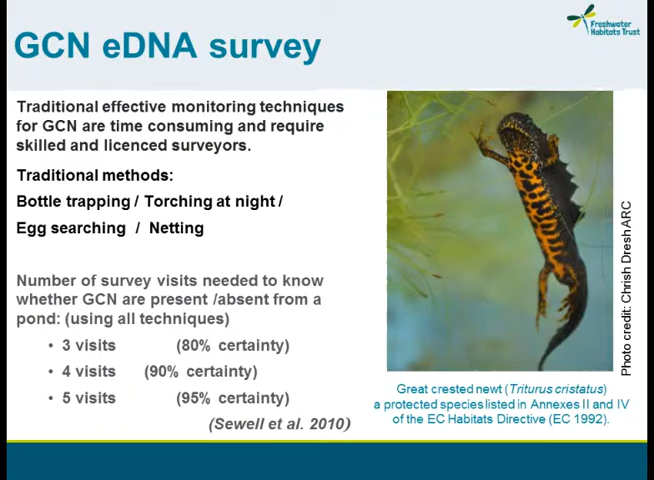 Freshwater
Habitats Trust
GCN eDNA survey
Traditional effective monitoring techniques
for GCN are time consuming and require
skilled and licenced surveyors.
Traditional methods:
Bottle trapping / Torching at night /
Egg searching / Netting
Number of survey visits needed to know
whether GCN are present /absent from a
pond: (using all techniques)
• 3 visits (80% certainty)
• 4 visits (90% certainty)
• 5 visits (95% certainty)
(Sewell et al. 2010)
Photo credit: Chrish Dresh ARC
Great crested newt (Triturus cristatus)
a protected species listed in Annexes II and IV
of the EC Habitats Directive (EC 1992).